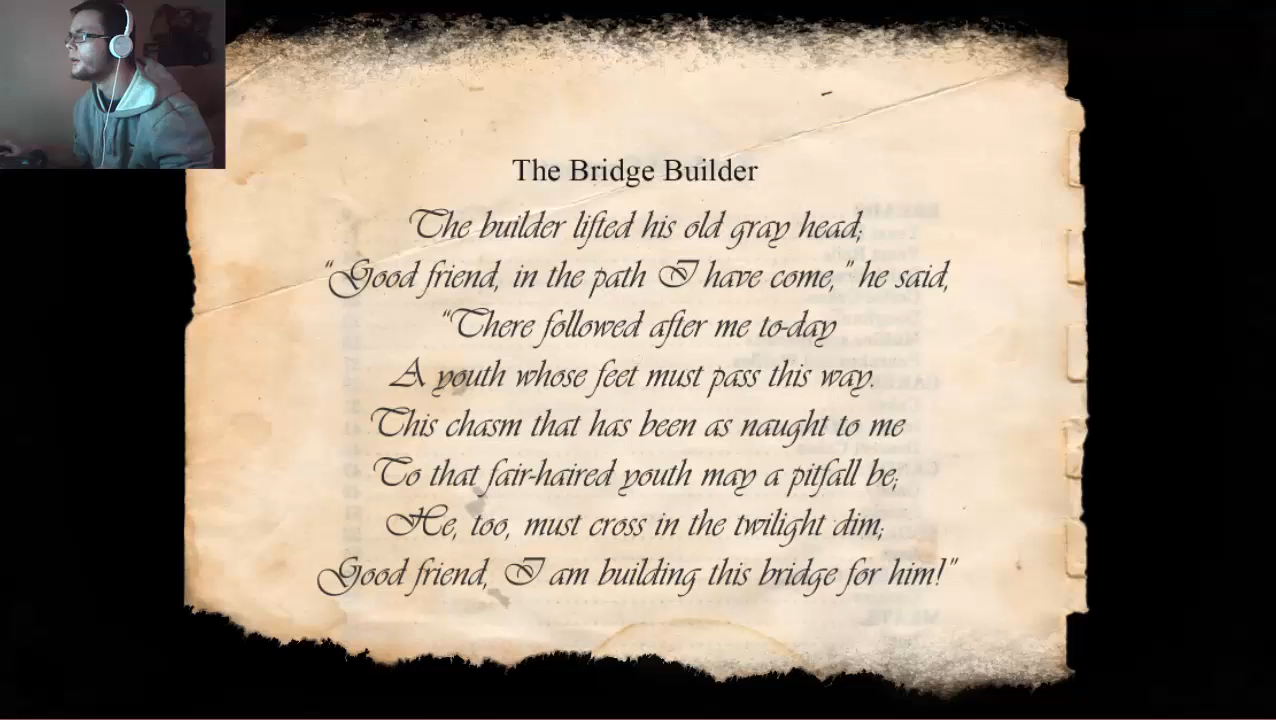 The Bridge Builder
The builder lifted his old gray head;
"Good friend, in the path I have come," he said,
"There followed after me to-day
A youth whose feet must pass this way.
This chasm that has been as naught to me
To that fair-haired youth may a pitfall be;
He, too, must cross in the twilight dim;
Good friend, I am building this bridge for him!"